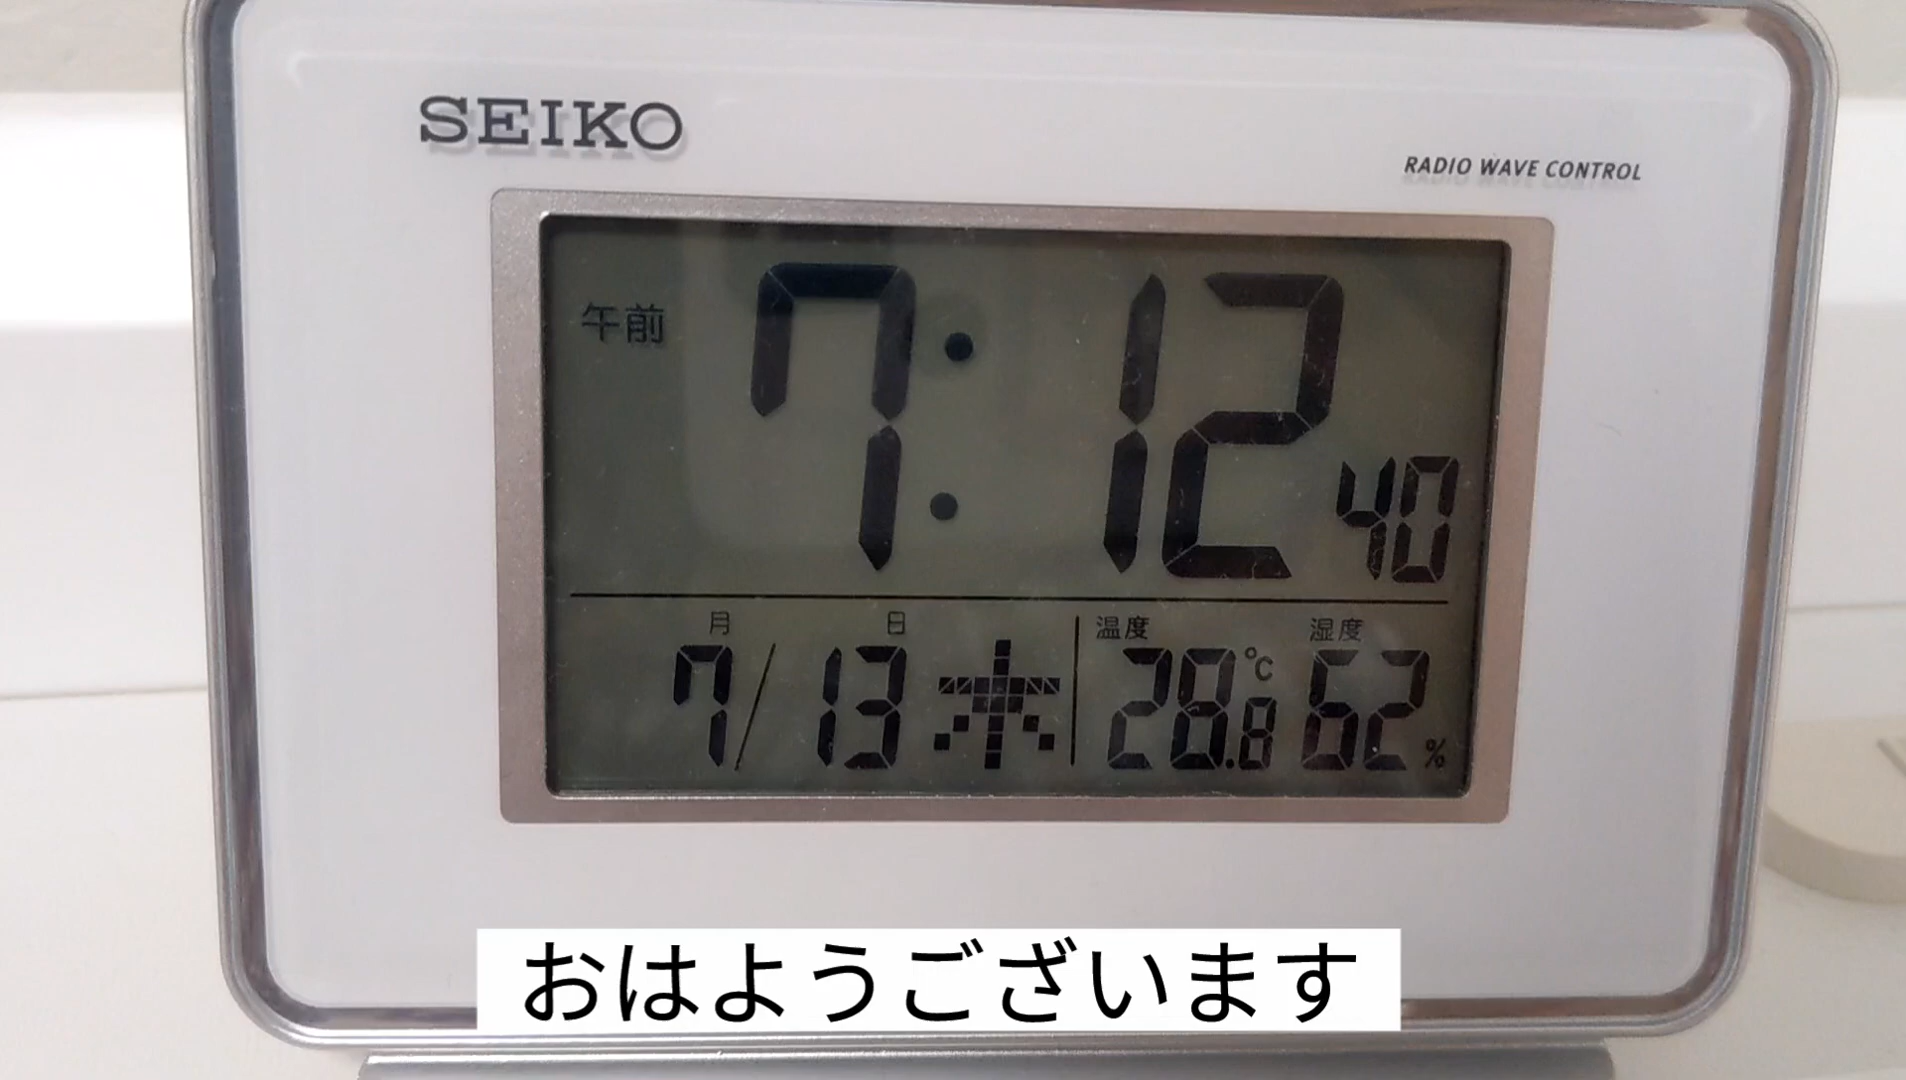 SEIKO
RADIO WAVE CONTROL
午前 7:12 40
月 日 温度 湿度
7/13 水 28.8℃ 62%
おはようございます